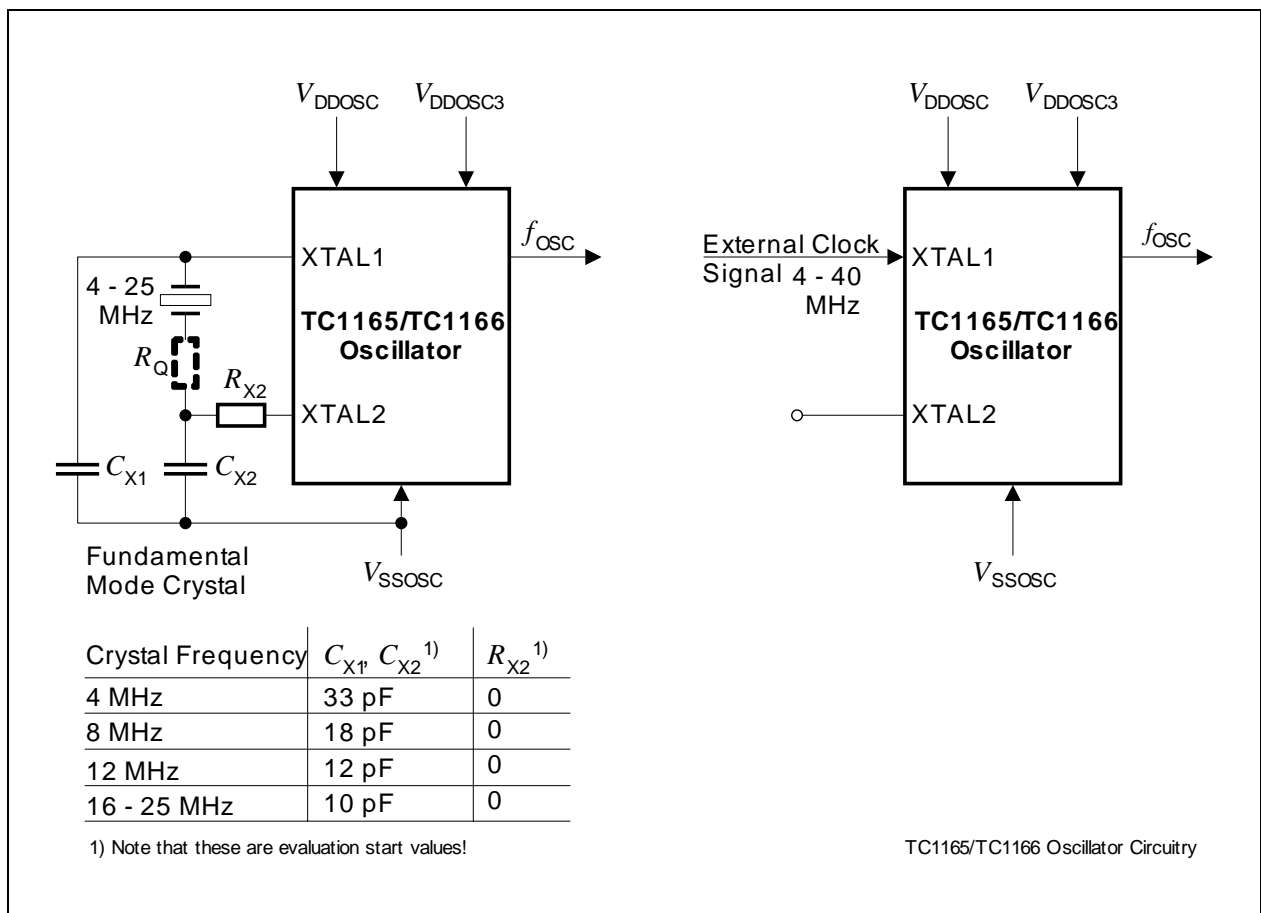 VDDOSC VDDOSC3
XTAL1
fOSC
4 - 25
MHz
TC1165/TC1166
Oscillator
RQ
RX2
XTAL2
CX1 CX2
Fundamental
Mode Crystal
VSSOSC
VDDOSC VDDOSC3
External Clock
Signal 4 - 40
MHz
XTAL1
fOSC
TC1165/TC1166
Oscillator
XTAL2
VSSOSC
Crystal Frequency CX1, CX2 1) RX2 1)
4 MHz 33 pF 0
8 MHz 18 pF 0
12 MHz 12 pF 0
16 - 25 MHz 10 pF 0
1) Note that these are evaluation start values!
TC1165/TC1166 Oscillator Circuitry